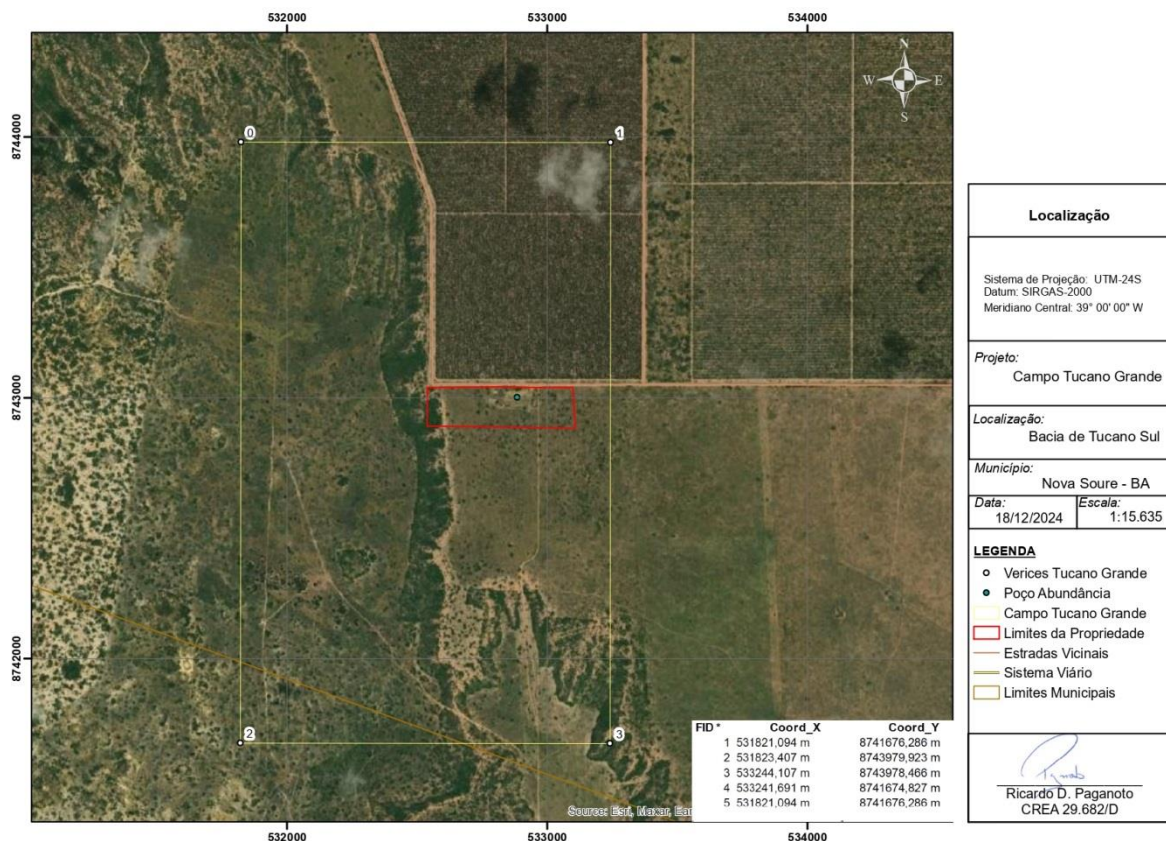 532000 533000 534000
N
W E
S
8744000
8743000
8742000
0
1
2
3
Source: Esri, Maxar, Ear
532000 533000 534000
FID * Coord_X Coord_Y
1 531821,094 m 8741676,286 m
2 531823,407 m 8743979,923 m
3 533244,107 m 8743978,466 m
4 533241,691 m 8741674,827 m
5 531821,094 m 8741676,286 m
Localização
Sistema de Projeção: UTM-24S
Datum: SIRGAS-2000
Meridiano Central: 39° 00' 00" W
Projeto:
Campo Tucano Grande
Localização:
Bacia de Tucano Sul
Município:
Nova Soure - BA
Data: Escala:
18/12/2024 1:15.635
LEGENDA
Verices Tucano Grande
Poço Abundância
Campo Tucano Grande
Limites da Propriedade
Estradas Vicinais
Sistema Viário
Limites Municipais
Ricardo D. Paganoto
CREA 29.682/D